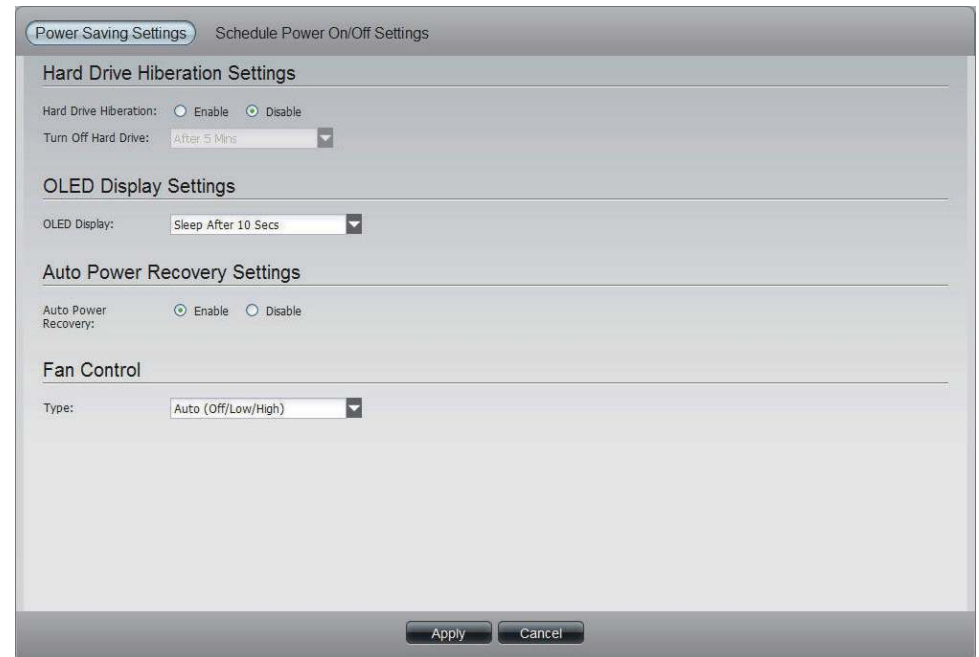 Power Saving Settings Schedule Power On/Off Settings
Hard Drive Hiberation Settings
Hard Drive Hiberation: Enable Disable
Turn Off Hard Drive: After 5 Mins
OLED Display Settings
OLED Display: Sleep After 10 Secs
Auto Power Recovery Settings
Auto Power Enable Disable
Recovery:
Fan Control
Type: Auto (Off/Low/High)
Apply Cancel